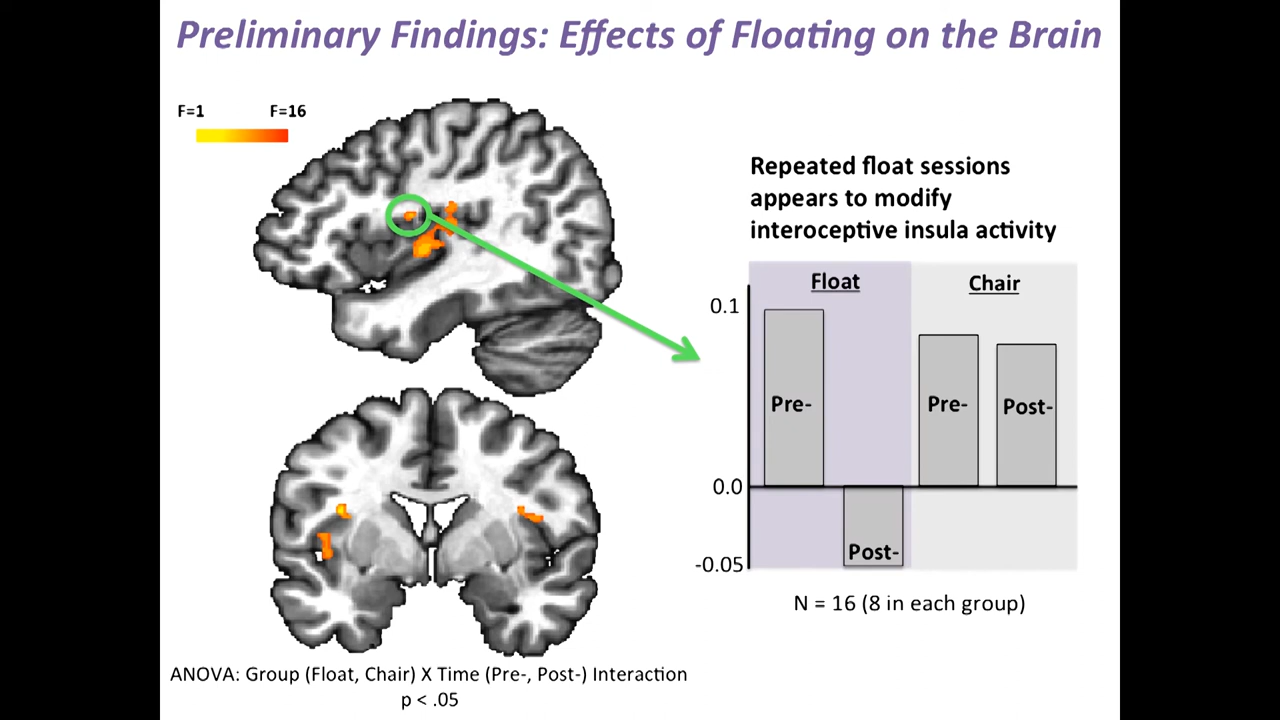 Preliminary Findings: Effects of Floating on the Brain
F=1 F=16
Repeated float sessions
appears to modify
interoceptive insula activity
Float Chair
0.1
Pre- Pre- Post-
0.0
Post-
-0.05
N = 16 (8 in each group)
ANOVA: Group (Float, Chair) X Time (Pre-, Post-) Interaction
p < .05